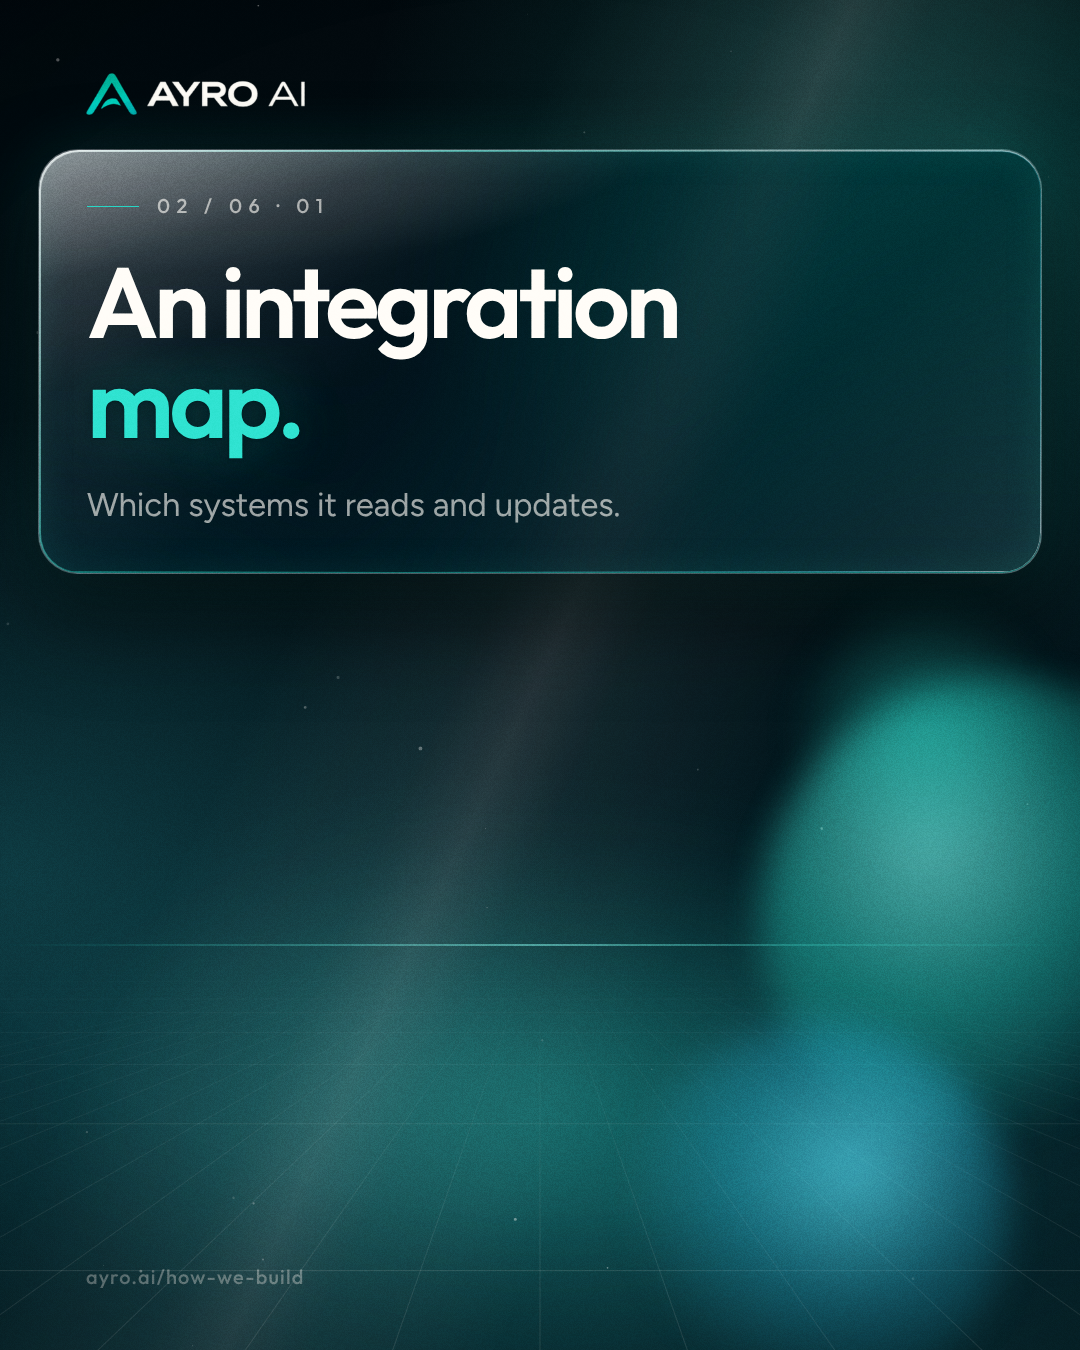 AYRO AI
02 / 06 · 01
An integration
map.
Which systems it reads and updates.
ayro.ai/how-we-build